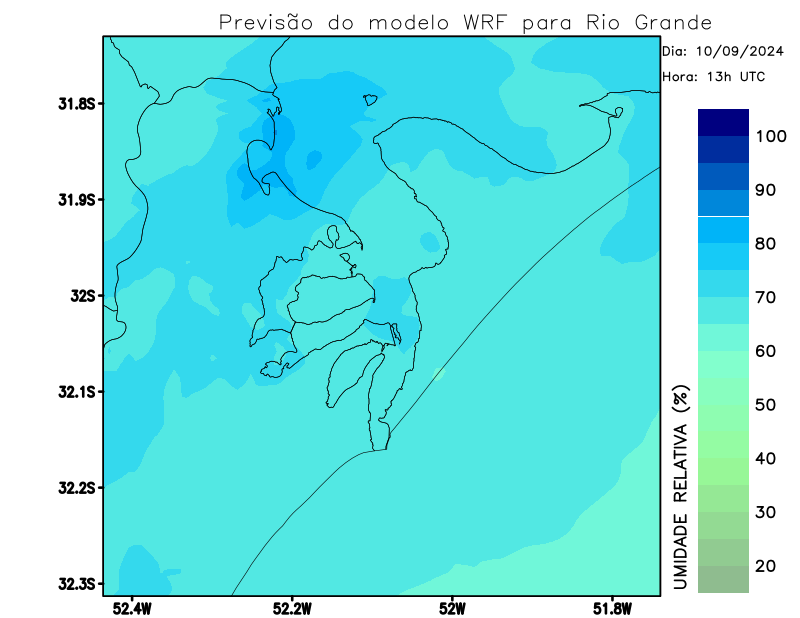 Previsão do modelo WRF para Rio Grande
Dia: 10/09/2024
Hora: 13h UTC
31.8S
31.9S
32S
32.1S
32.2S
32.3S
52.4W
52.2W
52W
51.8W
100
90
80
70
60
50
40
30
20
UMIDADE RELATIVA (%)